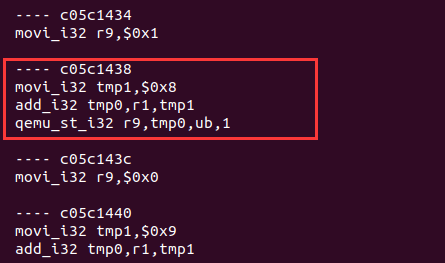 ---- c05c1434
movi_i32 r9,$0x1
---- c05c1438
movi_i32 tmp1,$0x8
add_i32 tmp0,r1,tmp1
qemu_st_i32 r9,tmp0,ub,1
---- c05c143c
movi_i32 r9,$0x0
---- c05c1440
movi_i32 tmp1,$0x9
add_i32 tmp0,r1,tmp1